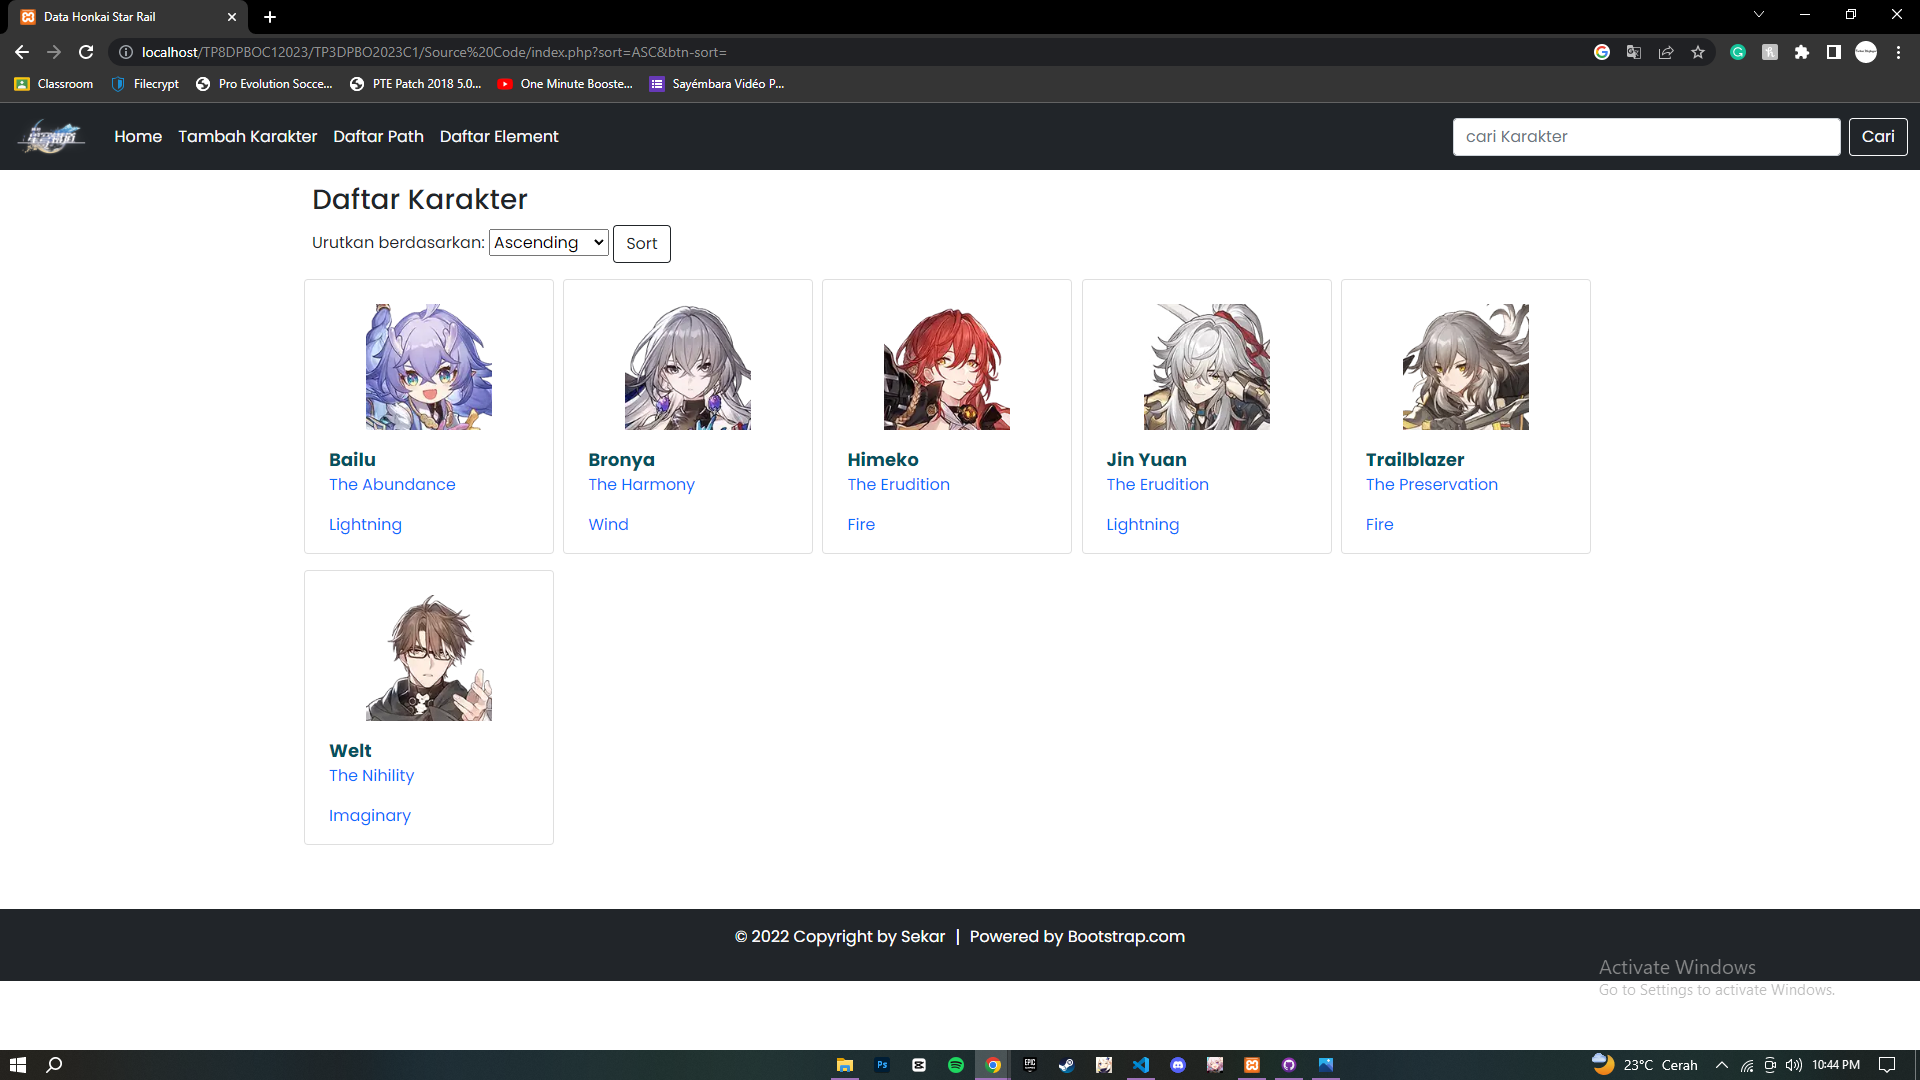 Data Honkai Star Rail
localhost/TP8DPBOC12023/TP3DPBO2023C1/Source%20Code/index.php?sort=ASC&btn-sort=
Classroom Filecrypt Pro Evolution Socce... PTE Patch 2018 5.0... One Minute Booste... Sayémbara Vidéo P...
Home Tambah Karakter Daftar Path Daftar Element cari Karakter Cari
Daftar Karakter
Urutkan berdasarkan: Ascending Sort
Bailu
The Abundance
Lightning
Bronya
The Harmony
Wind
Himeko
The Erudition
Fire
Jin Yuan
The Erudition
Lightning
Trailblazer
The Preservation
Fire
Welt
The Nihility
Imaginary
© 2022 Copyright by Sekar | Powered by Bootstrap.com
Activate Windows
Go to Settings to activate Windows.
Ps
EPIC
23°C Cerah 10:44 PM